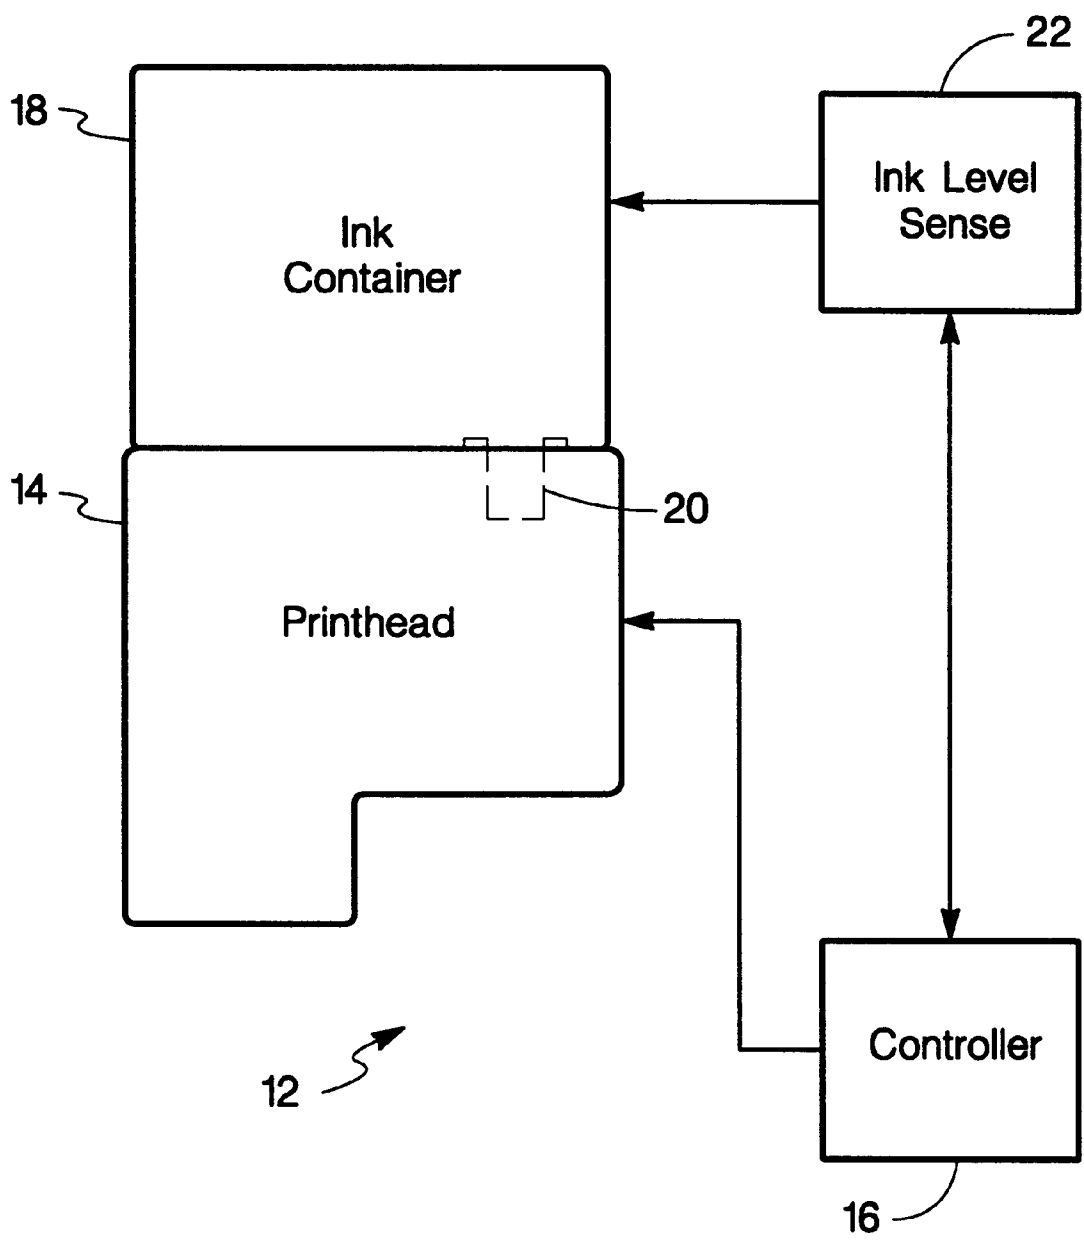 22
18
Ink Level
Sense
Ink
Container
14
20
Printhead
Controller
12
16